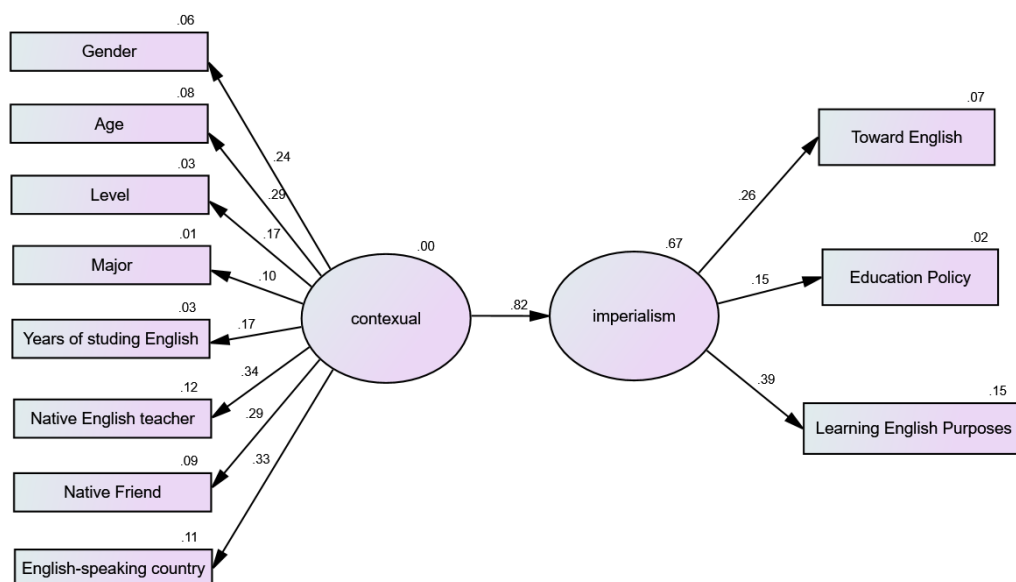 .06
Gender
.08
Age
.03
Level
.01
Major
.03
Years of studing English
.12
Native English teacher
.09
Native Friend
.11
English-speaking country
.24
.29
.17
.10
.17
.34
.29
.33
.00
contexual
.82
.67
imperialism
.26
.15
.39
.07
Toward English
.02
Education Policy
.15
Learning English Purposes